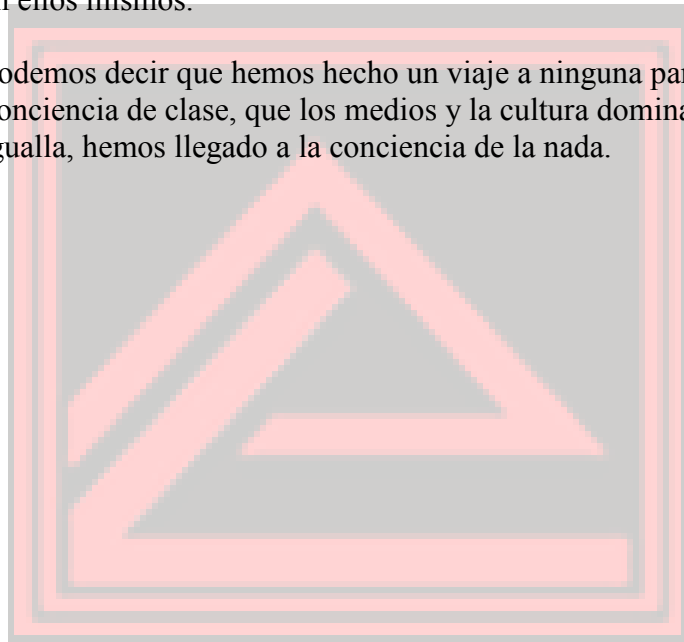 ellos mismos.
odemos decir que hemos hecho un viaje a ninguna par
onciencia de clase, que los medios y la cultura domina
gualla, hemos llegado a la conciencia de la nada.